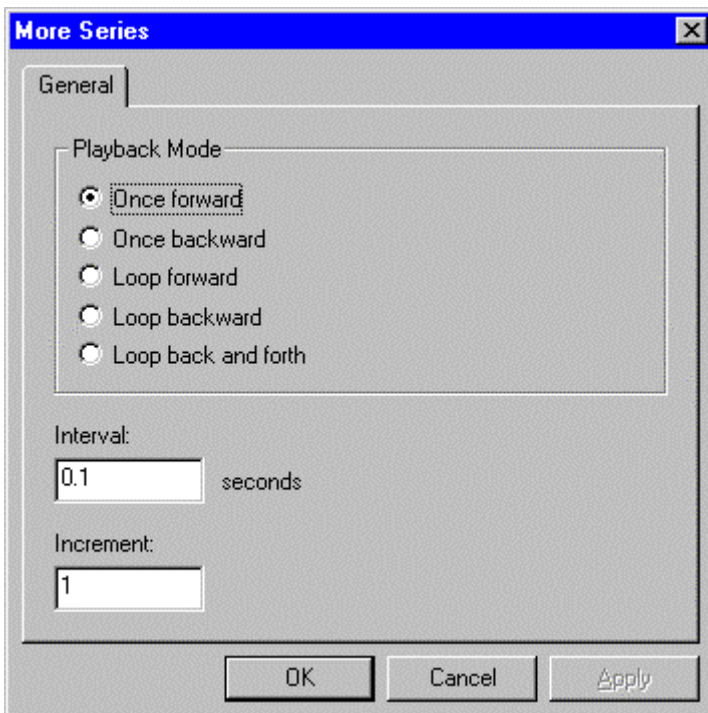 More Series
General
Playback Mode
Once forward
Once backward
Loop forward
Loop backward
Loop back and forth
Interval:
0.1 seconds
Increment:
1
OK Cancel Apply